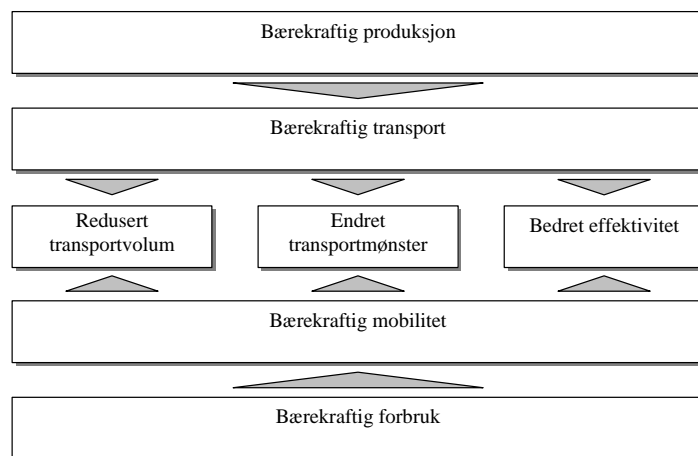 Bærekraftig produksjon
Bærekraftig transport
Redusert
transportvolum
Endret
transportmønster
Bedret effektivitet
Bærekraftig mobilitet
Bærekraftig forbruk